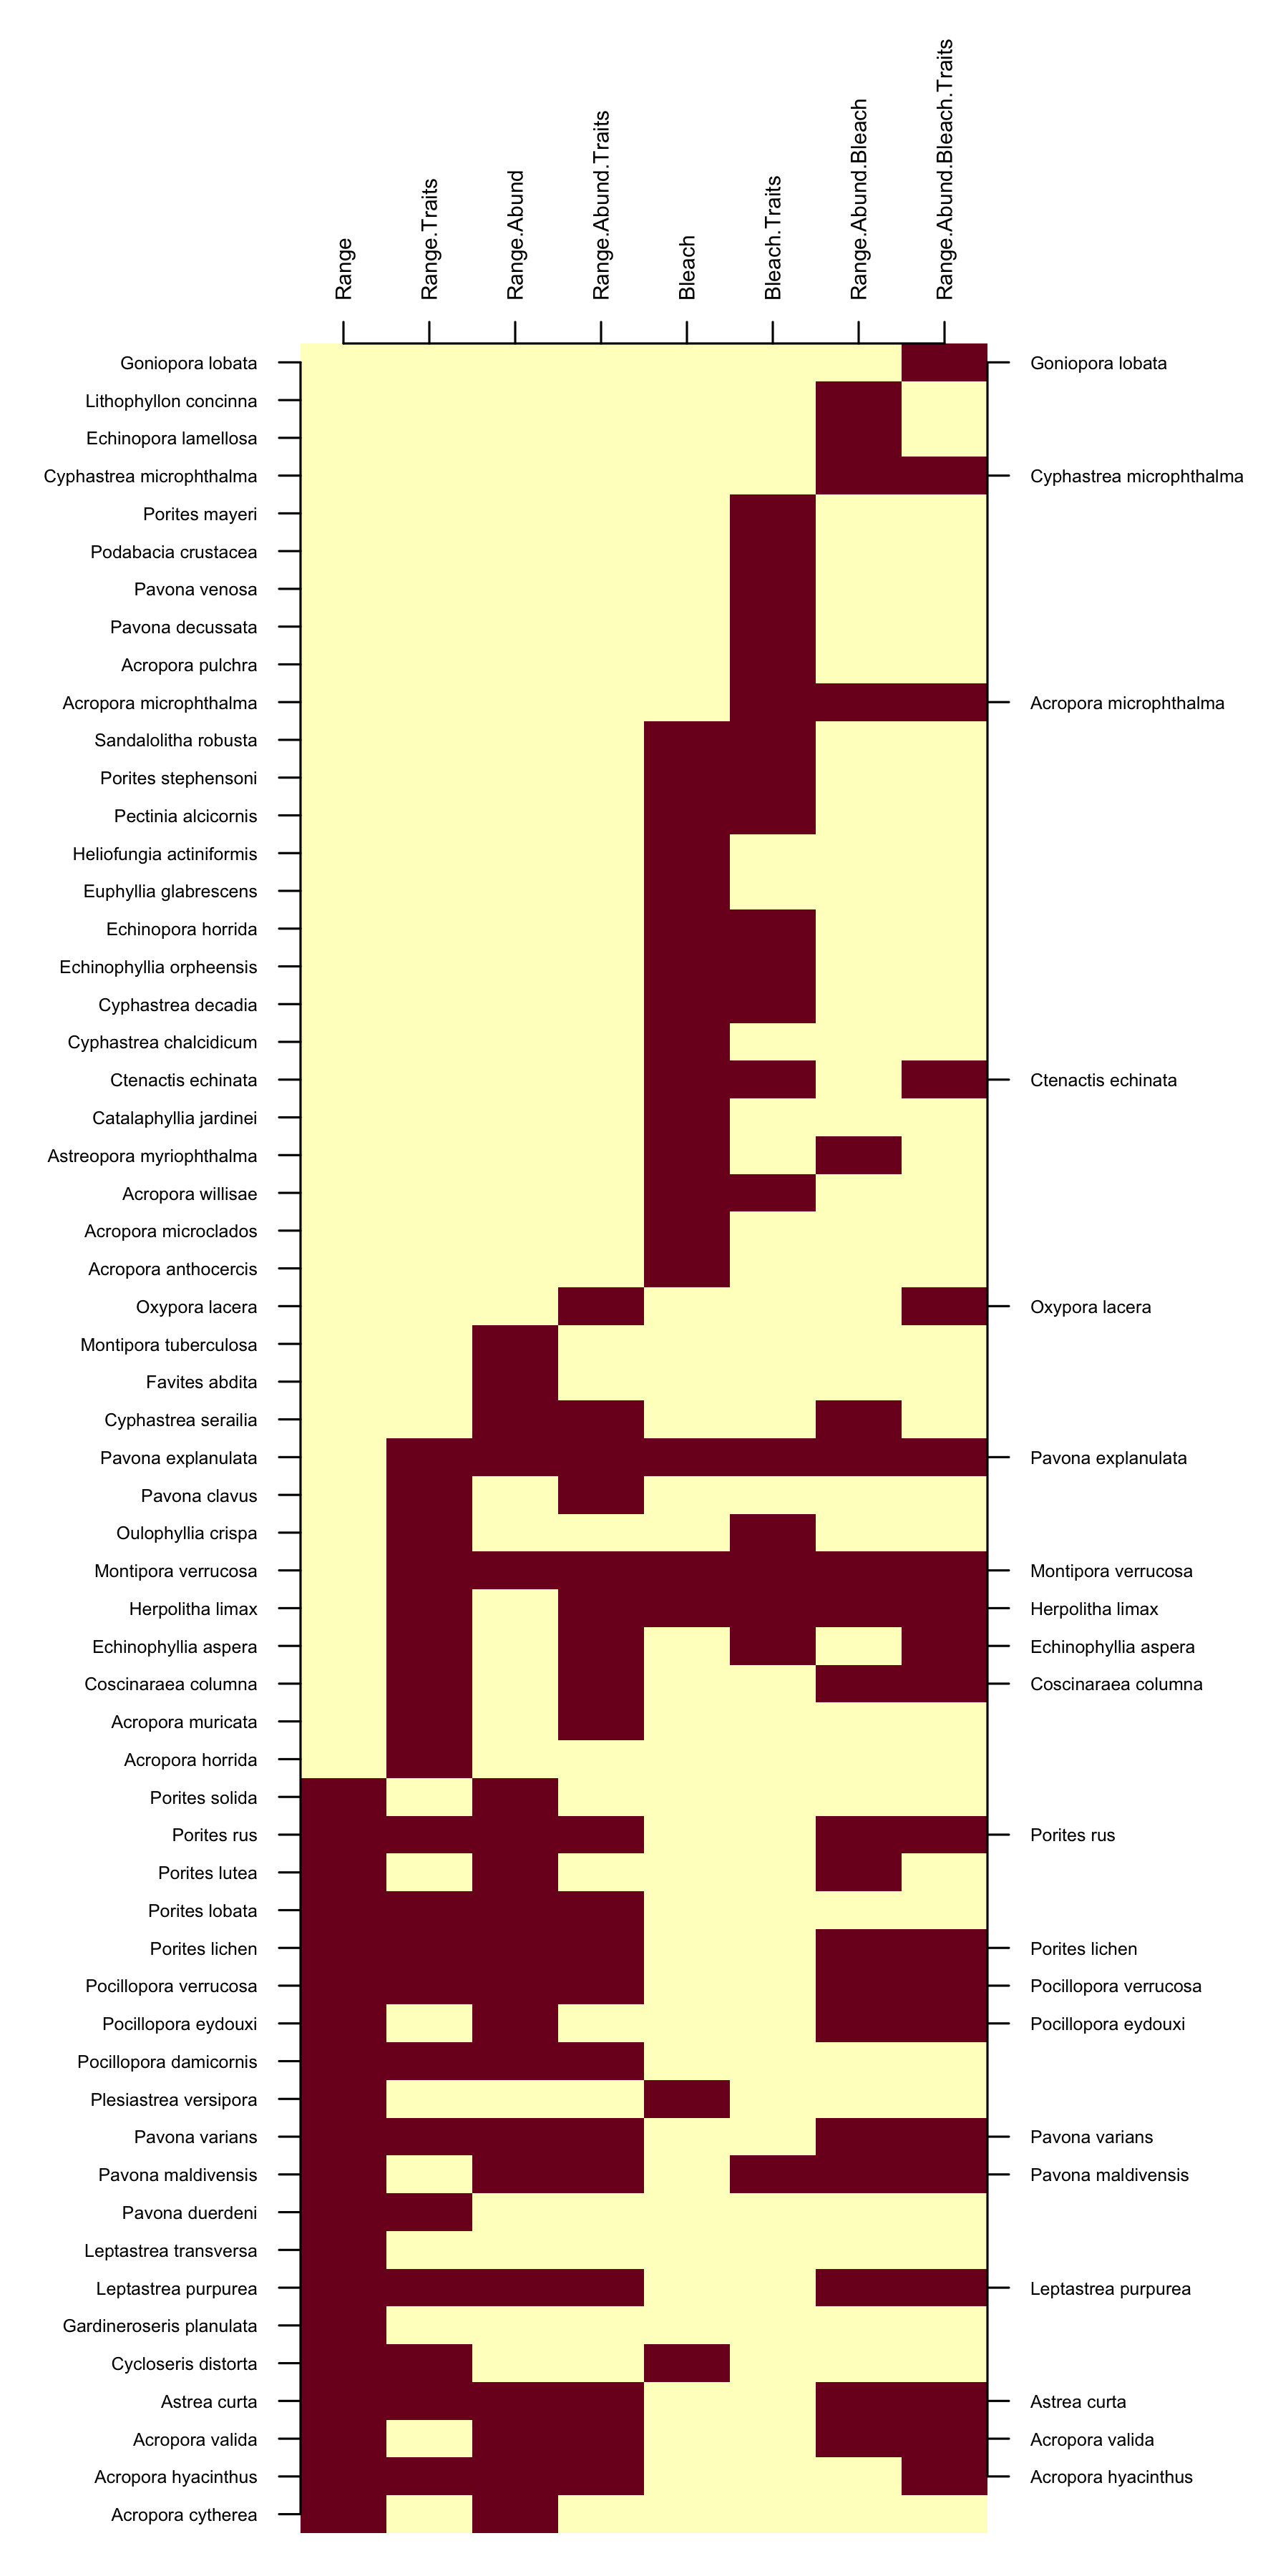 Range
Range.Traits
Range.Abund
Range.Abund.Traits
Bleach
Bleach.Traits
Range.Abund.Bleach
Range.Abund.Bleach.Traits
Goniopora lobata Goniopora lobata
Lithophyllon concinna
Echinopora lamellosa
Cyphastrea microphthalma Cyphastrea microphthalma
Porites mayeri
Podabacia crustacea
Pavona venosa
Pavona decussata
Acropora pulchra
Acropora microphthalma Acropora microphthalma
Sandalolitha robusta
Porites stephensoni
Pectinia alcicornis
Heliofungia actiniformis
Euphyllia glabrescens
Echinopora horrida
Echinophyllia orpheensis
Cyphastrea decadia
Cyphastrea chalcidicum
Ctenactis echinata Ctenactis echinata
Catalaphyllia jardinei
Astreopora myriophthalma
Acropora willisae
Acropora microclados
Acropora anthocercis
Oxypora lacera Oxypora lacera
Montipora tuberculosa
Favites abdita
Cyphastrea serailia
Pavona explanulata Pavona explanulata
Pavona clavus
Oulophyllia crispa
Montipora verrucosa Montipora verrucosa
Herpolitha limax Herpolitha limax
Echinophyllia aspera Echinophyllia aspera
Coscinaraea columna Coscinaraea columna
Acropora muricata
Acropora horrida
Porites solida
Porites rus Porites rus
Porites lutea
Porites lobata
Porites lichen Porites lichen
Pocillopora verrucosa Pocillopora verrucosa
Pocillopora eydouxi Pocillopora eydouxi
Pocillopora damicornis
Plesiastrea versipora
Pavona varians Pavona varians
Pavona maldivensis Pavona maldivensis
Pavona duerdeni
Leptastrea transversa
Leptastrea purpurea Leptastrea purpurea
Gardineroseris planulata
Cycloseris distorta
Astrea curta Astrea curta
Acropora valida Acropora valida
Acropora hyacinthus Acropora hyacinthus
Acropora cytherea